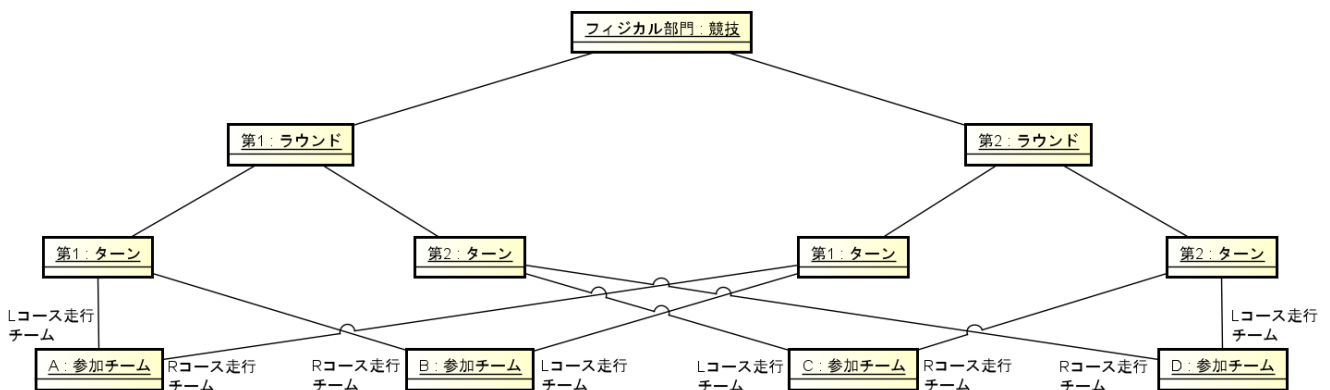 フィジカル部門 : 競技
第1 : ラウンド
第2 : ラウンド
第1 : ターン
第2 : ターン
第1 : ターン
第2 : ターン
Lコース走行
チーム
Lコース走行
チーム
A : 参加チーム
Rコース走行
チーム
Rコース走行
チーム
B : 参加チーム
Lコース走行
チーム
Lコース走行
チーム
C : 参加チーム
Rコース走行
チーム
Rコース走行
チーム
D : 参加チーム